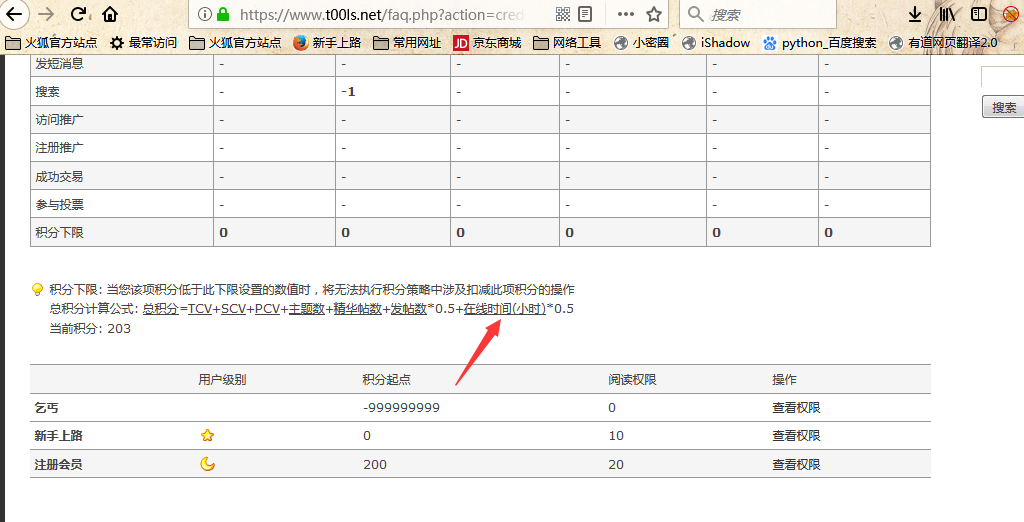 https://www.t00ls.net/faq.php?action=cred
搜索
火狐官方站点 最常访问 火狐官方站点 新手上路 常用网址 京东商城 网络工具 小密圈 iShadow python_百度搜索 有道网页翻译2.0
JD
发短消息 - - - - - -
搜索 - -1 - - - -
搜索
访问推广 - - - - - -
注册推广 - - - - - -
成功交易 - - - - - -
参与投票 - - - - - -
积分下限 0 0 0 0 0 0
积分下限: 当您该项积分低于此下限设置的数值时，将无法执行积分策略中涉及扣减此项积分的操作
总积分计算公式: 总积分=TCV+SCV+PCV+主题数+精华帖数+发帖数*0.5+在线时间(小时)*0.5
当前积分: 203
用户级别 积分起点 阅读权限 操作
乞丐 -999999999 0 查看权限
新手上路 0 10 查看权限
注册会员 200 20 查看权限